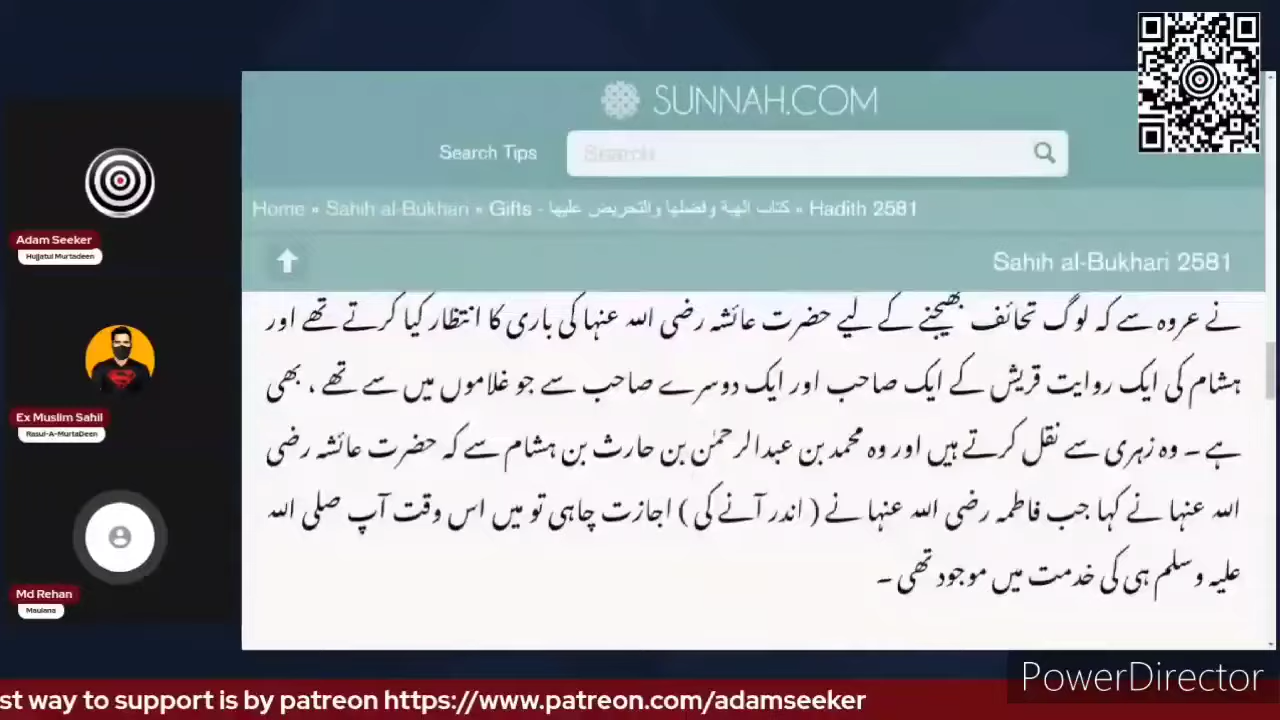 SUNNAH.COM
Search Tips
Search
Home » Sahih al-Bukhari » Gifts - كتاب الهبة وفضلها والتحريض عليها » Hadith 2581
Sahih al-Bukhari 2581
Adam Seeker
Hujjatul Murtadeen
Ex Muslim Sahil
Rasul-A-MurtaDeen
Md Rehan
Maulana
نے عروہ سے کہ لوگ تحائف بھیجنے کے لیے حضرت عائشہ رضی اللہ عنہا کی باری کا انتظار کیا کرتے تھے اور
ہشام کی ایک روایت قریش کے ایک صاحب اور ایک دوسرے صاحب سے جو غلاموں میں سے تھے ، بھی
ہے ۔ وہ زہری سے نقل کرتے ہیں اور وہ محمد بن عبدالرحمٰن بن حارث بن ہشام سے کہ حضرت عائشہ رضی
اللہ عنہا نے کہا جب فاطمہ رضی اللہ عنہا نے ( اندر آنے کی ) اجازت چاہی تو میں اس وقت آپ صلی اللہ
علیہ وسلم ہی کی خدمت میں موجود تھی ۔
PowerDirector
st way to support is by patreon https://www.patreon.com/adamseeker